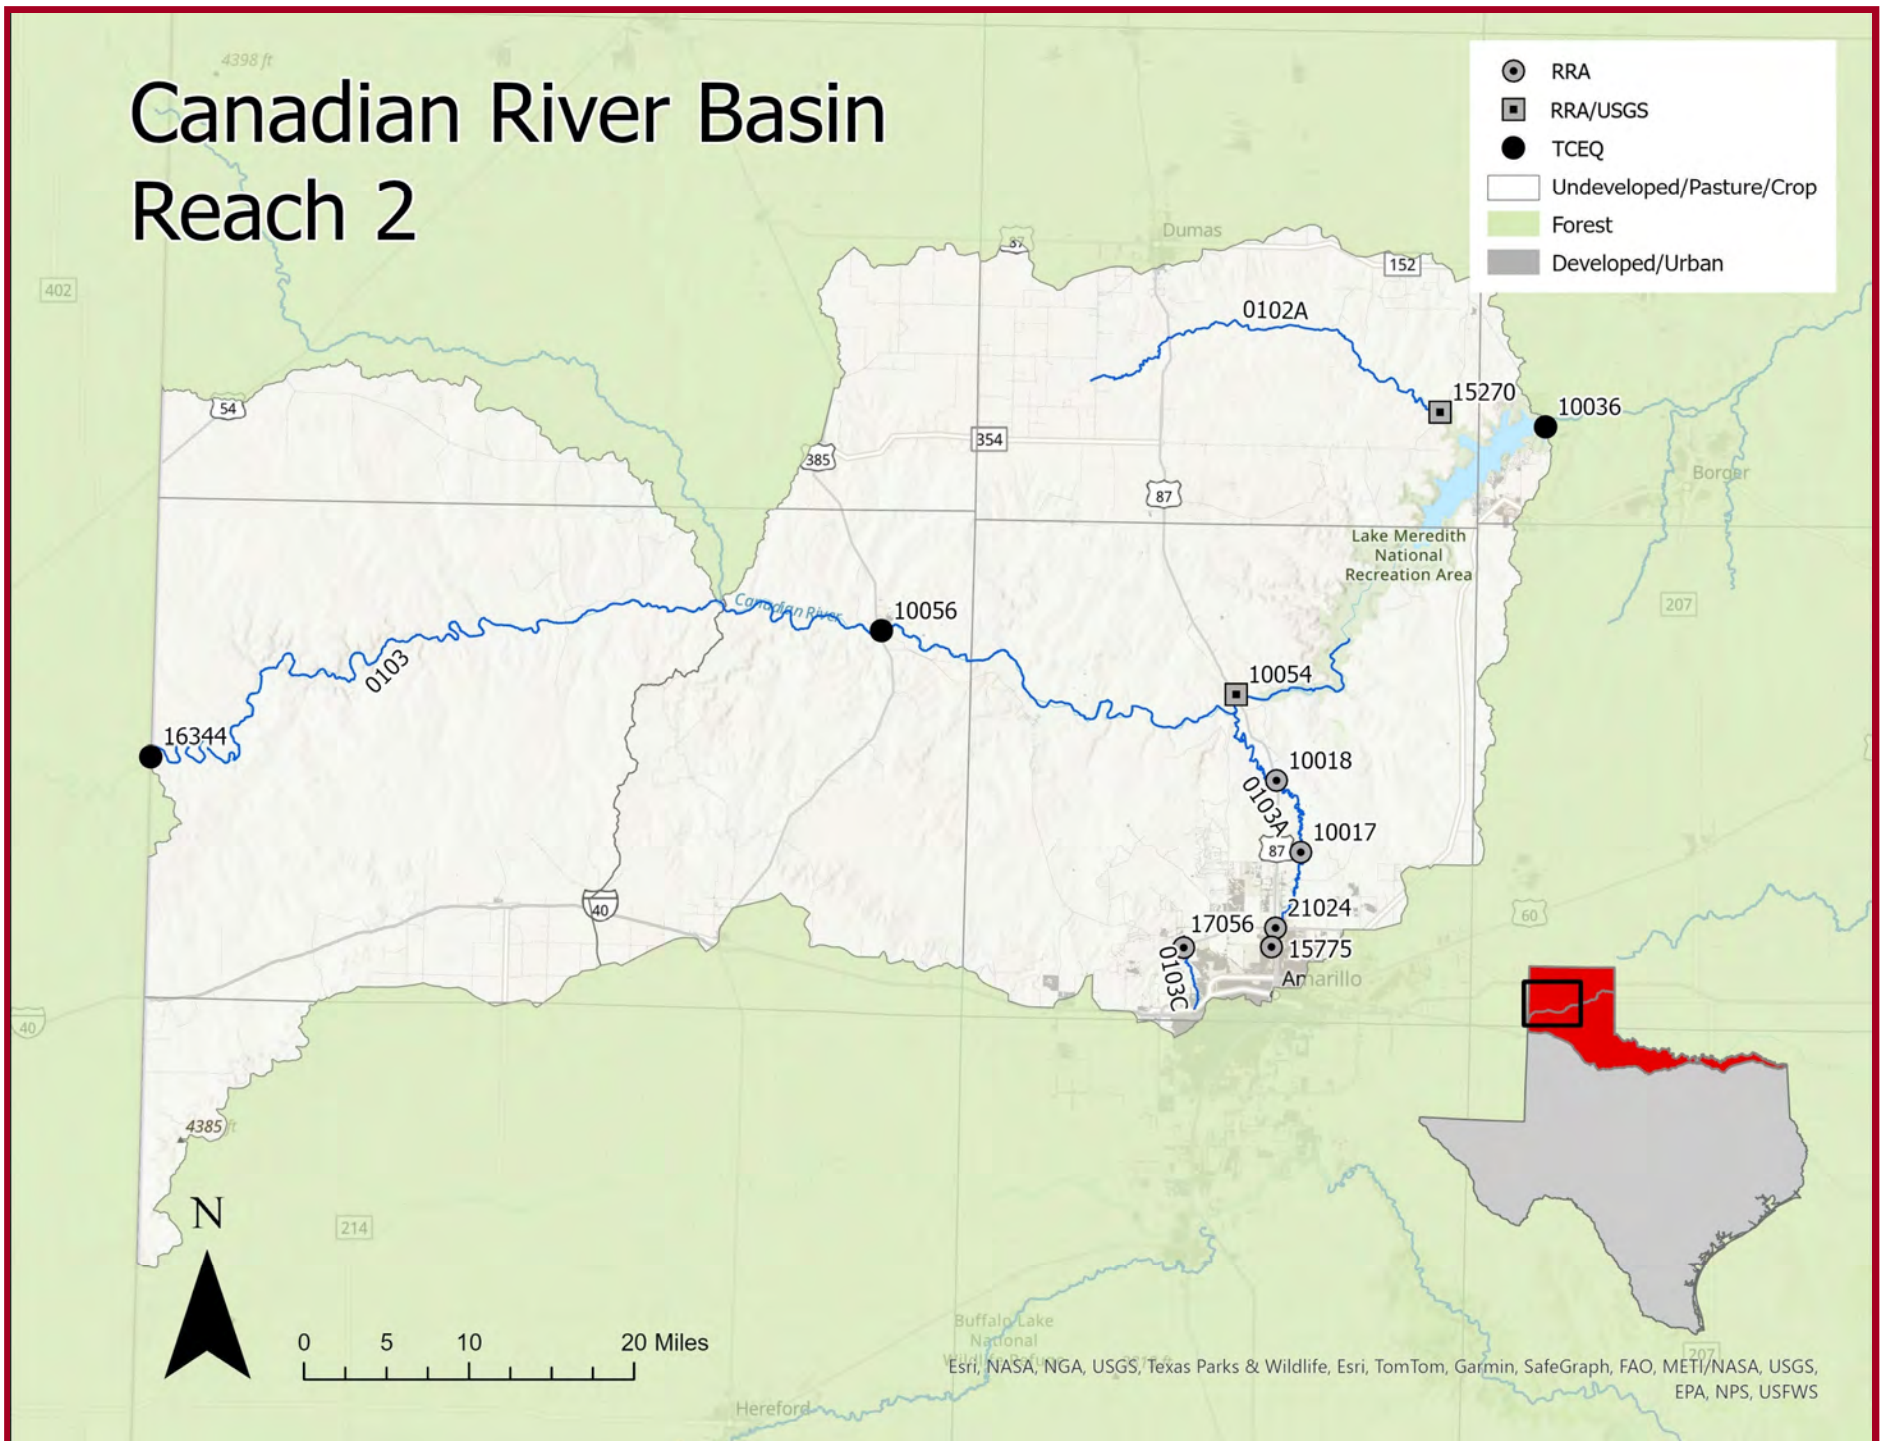 Canadian River Basin
Reach 2
RRA
RRA/USGS
TCEQ
Undeveloped/Pasture/Crop
Forest
Developed/Urban
4398 ft
402
54
87
Dumas
152
0102A
15270
10036
385
354
87
Borger
Lake Meredith
National
Recreation Area
207
Canadian River
10056
0103
16344
10054
10018
0103A
10017
87
21024
17056
15775
0103C
Amarillo
40
60
40
4385 ft
214
N
0 5 10 20 Miles
Buffalo Lake
National
Hereford
207
Esri, NASA, NGA, USGS, Texas Parks & Wildlife, Esri, TomTom, Garmin, SafeGraph, FAO, METI/NASA, USGS,
EPA, NPS, USFWS